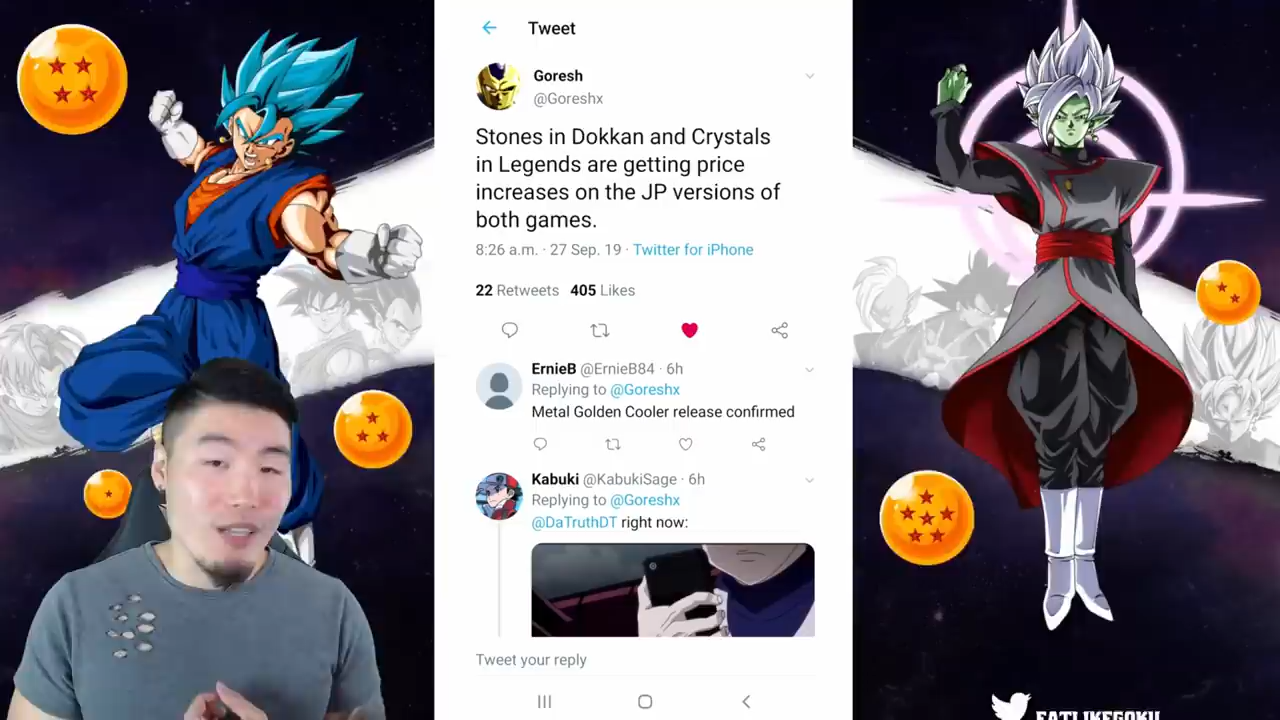 Tweet
Goresh
@Goreshx
Stones in Dokkan and Crystals
in Legends are getting price
increases on the JP versions of
both games.
8:26 a.m. · 27 Sep. 19 · Twitter for iPhone
22 Retweets 405 Likes
ErnieB @ErnieB84 · 6h
Replying to @Goreshx
Metal Golden Cooler release confirmed
Kabuki @KabukiSage · 6h
Replying to @Goreshx
@DaTruthDT right now:
Tweet your reply
EATLIKEGOKU